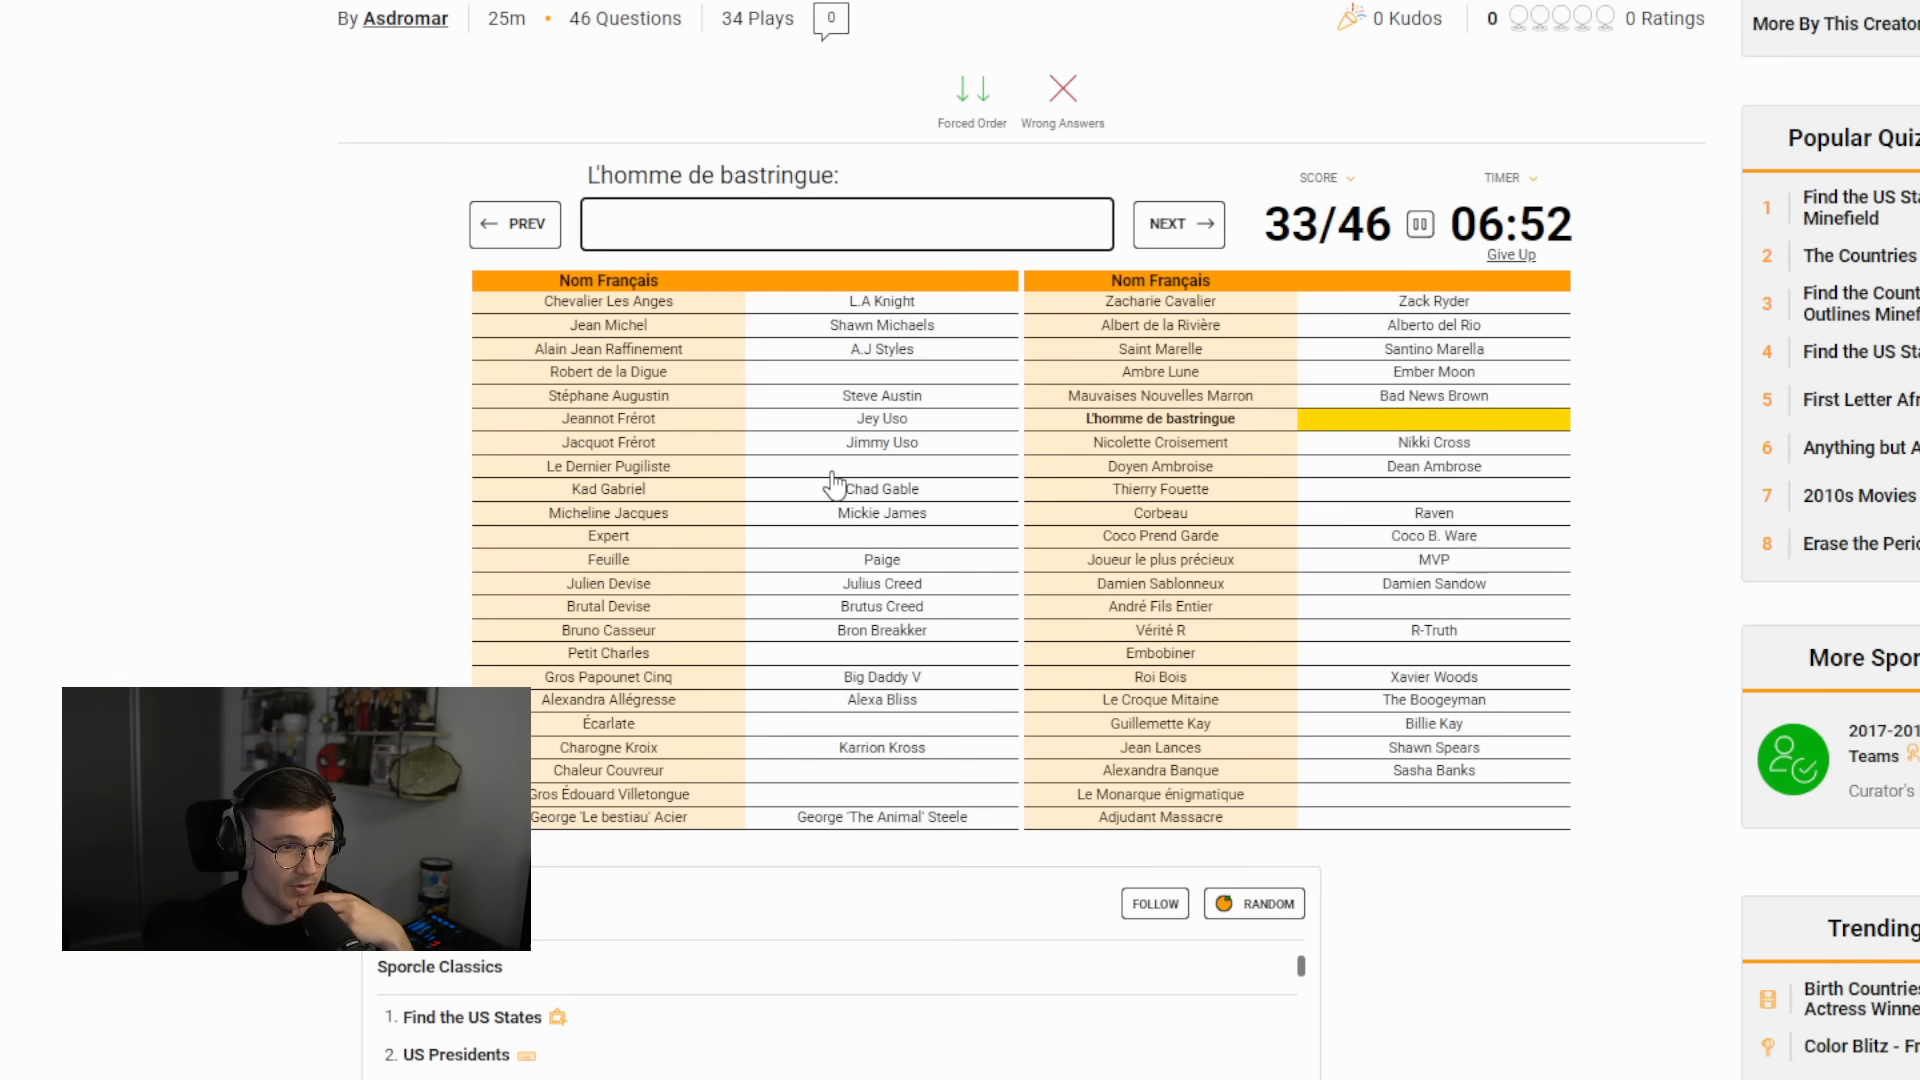 By Asdromar
25m • 46 Questions
34 Plays
0
0 Kudos
0
0 Ratings
More By This Creator
Forced Order
Wrong Answers
L'homme de bastringue:
← PREV
NEXT →
SCORE
33/46
TIMER
06:52
Give Up
Nom Français
Chevalier Les Anges L.A Knight
Jean Michel Shawn Michaels
Alain Jean Raffinement A.J Styles
Robert de la Digue
Stéphane Augustin Steve Austin
Jeannot Frérot Jey Uso
Jacquot Frérot Jimmy Uso
Le Dernier Pugiliste
Kad Gabriel Chad Gable
Micheline Jacques Mickie James
Expert
Feuille Paige
Julien Devise Julius Creed
Brutal Devise Brutus Creed
Bruno Casseur Bron Breakker
Petit Charles
Gros Papounet Cinq Big Daddy V
Alexandra Allégresse Alexa Bliss
Écarlate
Charogne Kroix Karrion Kross
Chaleur Couvreur
Gros Édouard Villetongue
George 'Le bestiau' Acier George 'The Animal' Steele
Nom Français
Zacharie Cavalier Zack Ryder
Albert de la Rivière Alberto del Rio
Saint Marelle Santino Marella
Ambre Lune Ember Moon
Mauvaises Nouvelles Marron Bad News Brown
L'homme de bastringue
Nicolette Croisement Nikki Cross
Doyen Ambroise Dean Ambrose
Thierry Fouette
Corbeau Raven
Coco Prend Garde Coco B. Ware
Joueur le plus précieux MVP
Damien Sablonneux Damien Sandow
André Fils Entier
Vérité R R-Truth
Embobiner
Roi Bois Xavier Woods
Le Croque Mitaine The Boogeyman
Guillemette Kay Billie Kay
Jean Lances Shawn Spears
Alexandra Banque Sasha Banks
Le Monarque énigmatique
Adjudant Massacre
FOLLOW
RANDOM
Sporcle Classics
1. Find the US States
2. US Presidents
Popular Quiz
1 Find the US Sta
Minefield
2 The Countries
3 Find the Count
Outlines Minef
4 Find the US Sta
5 First Letter Afr
6 Anything but A
7 2010s Movies
8 Erase the Perio
More Spor
2017-201
Teams
Curator's
Trending
Birth Countries
Actress Winne
Color Blitz - Fr